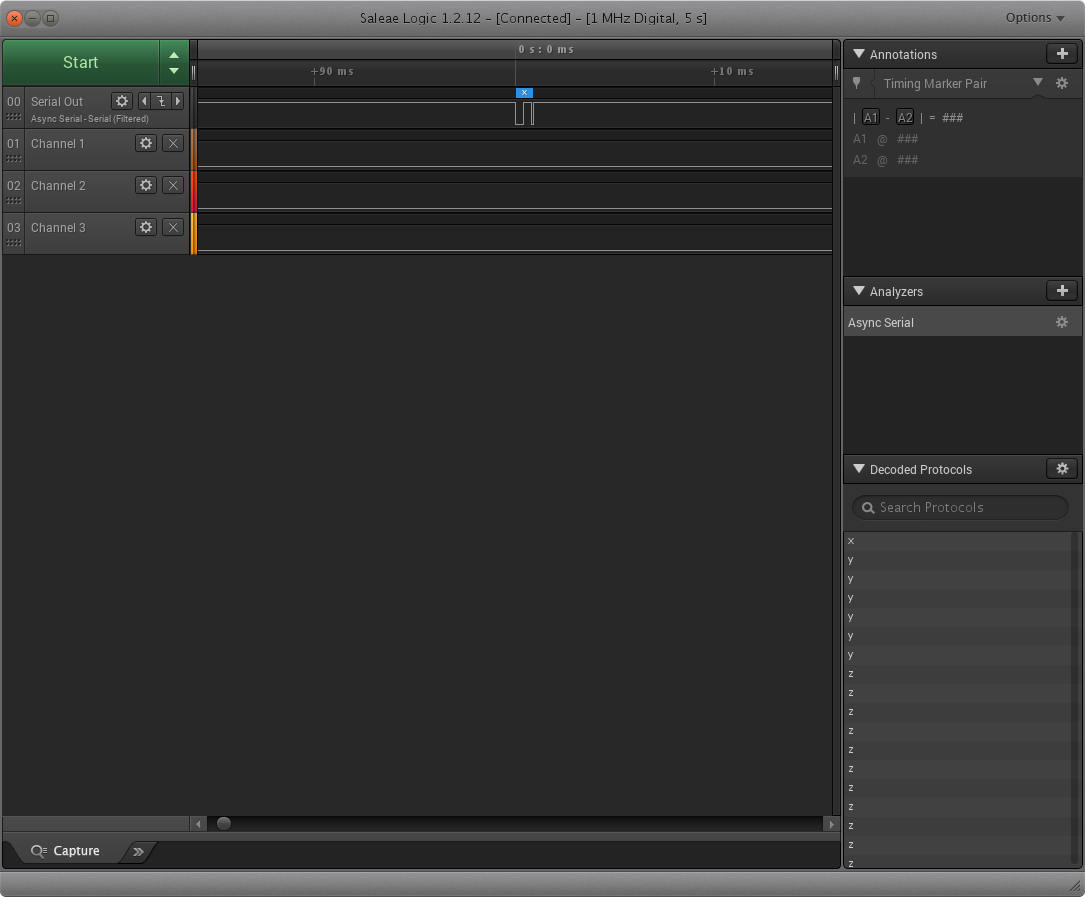 Saleae Logic 1.2.12 - [Connected] - [1 MHz Digital, 5 s]
Options
Start
0 s : 0 ms
+90 ms
+10 ms
00
Serial Out
Async Serial - Serial (Filtered)
x
01
Channel 1
02
Channel 2
03
Channel 3
Capture
Annotations
Timing Marker Pair
| A1 - A2 | = ###
A1 @ ###
A2 @ ###
Analyzers
Async Serial
Decoded Protocols
Search Protocols
x
y
y
y
y
y
y
z
z
z
z
z
z
z
z
z
z
z